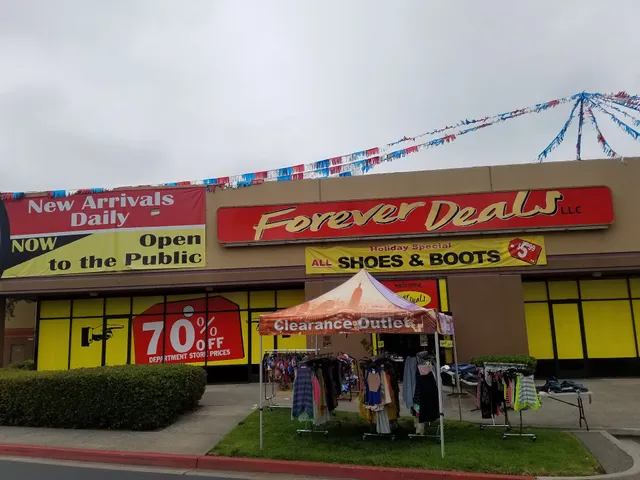 New Arrivals
Daily
NOW Open
to the Public
Forever Deals LLC
Holiday Special
ALL SHOES & BOOTS $5.99
70% OFF
DEPARTMENT STORE PRICES
Clearance Outlet